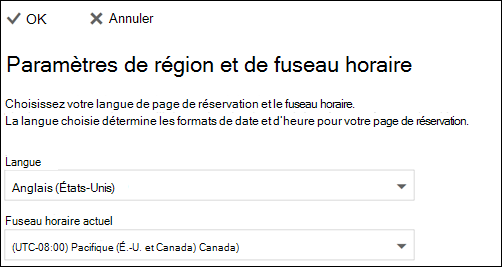 OK Annuler
Paramètres de région et de fuseau horaire
Choisissez votre langue de page de réservation et le fuseau horaire.
La langue choisie détermine les formats de date et d'heure pour votre page de réservation.
Langue
Anglais (États-Unis)
Fuseau horaire actuel
(UTC-08:00) Pacifique (É.-U. et Canada) Canada)